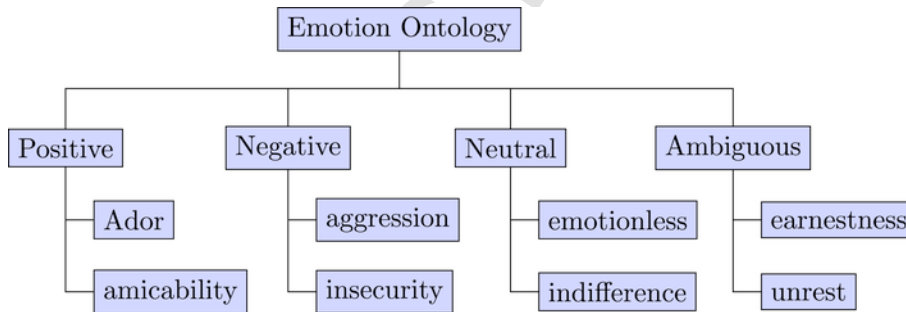 Emotion Ontology
Positive
Negative
Neutral
Ambiguous
Ador
aggression
emotionless
earnestness
amicability
insecurity
indifference
unrest